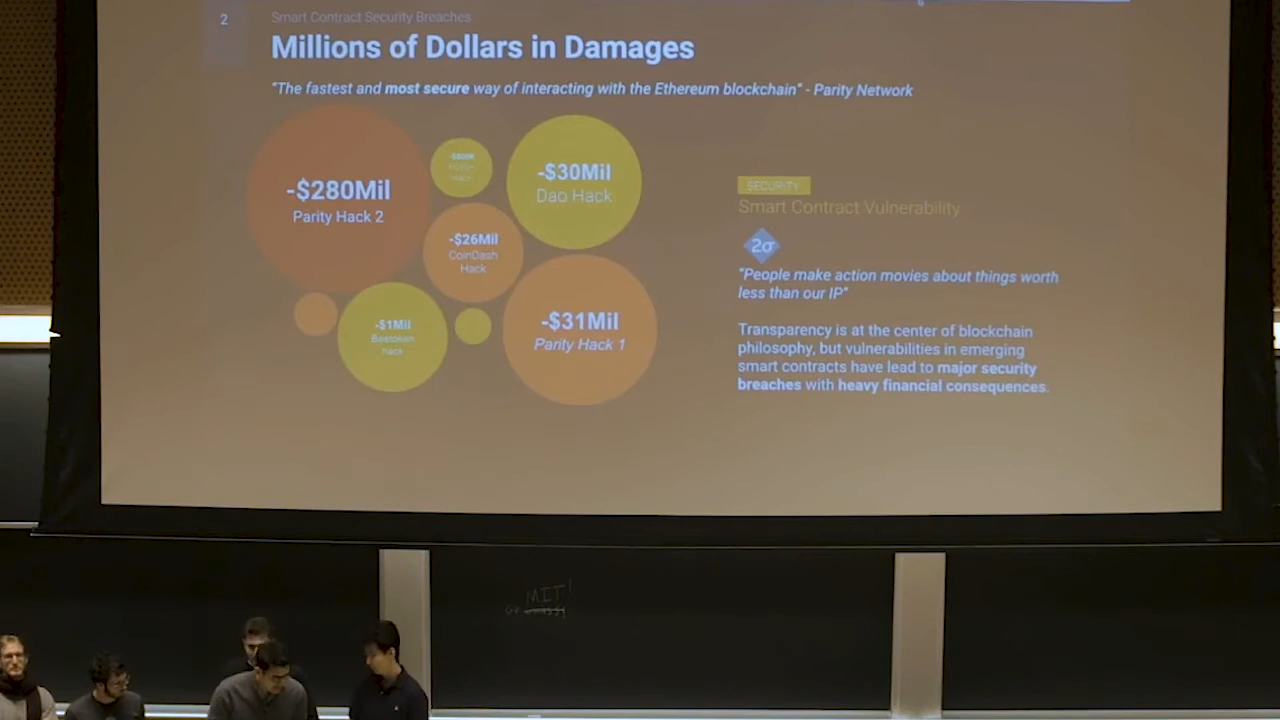 2
Smart Contract Security Breaches
Millions of Dollars in Damages
"The fastest and most secure way of interacting with the Ethereum blockchain" - Parity Network
-$280Mil
Parity Hack 2
-$30Mil
Dao Hack
-$26Mil
CoinDash
Hack
-$1Mil
Beetoken
hack
-$31Mil
Parity Hack 1
SECURITY
Smart Contract Vulnerability
2σ
"People make action movies about things worth
less than our IP"
Transparency is at the center of blockchain
philosophy, but vulnerabilities in emerging
smart contracts have lead to major security
breaches with heavy financial consequences.
MIT!